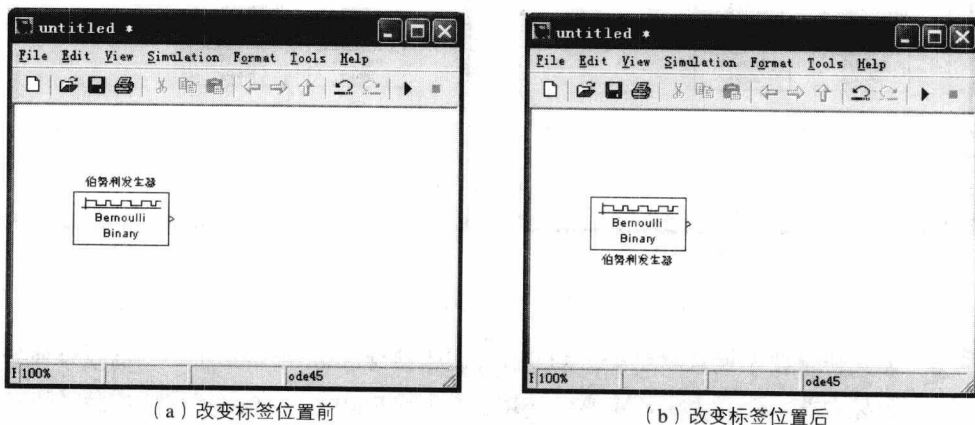 untitled *
File Edit View Simulation Format Tools Help
伯努利发生器
Bernoulli
Binary
100%
ode45
(a)改变标签位置前
untitled *
File Edit View Simulation Format Tools Help
Bernoulli
Binary
伯努利发生器
100%
ode45
(b)改变标签位置后